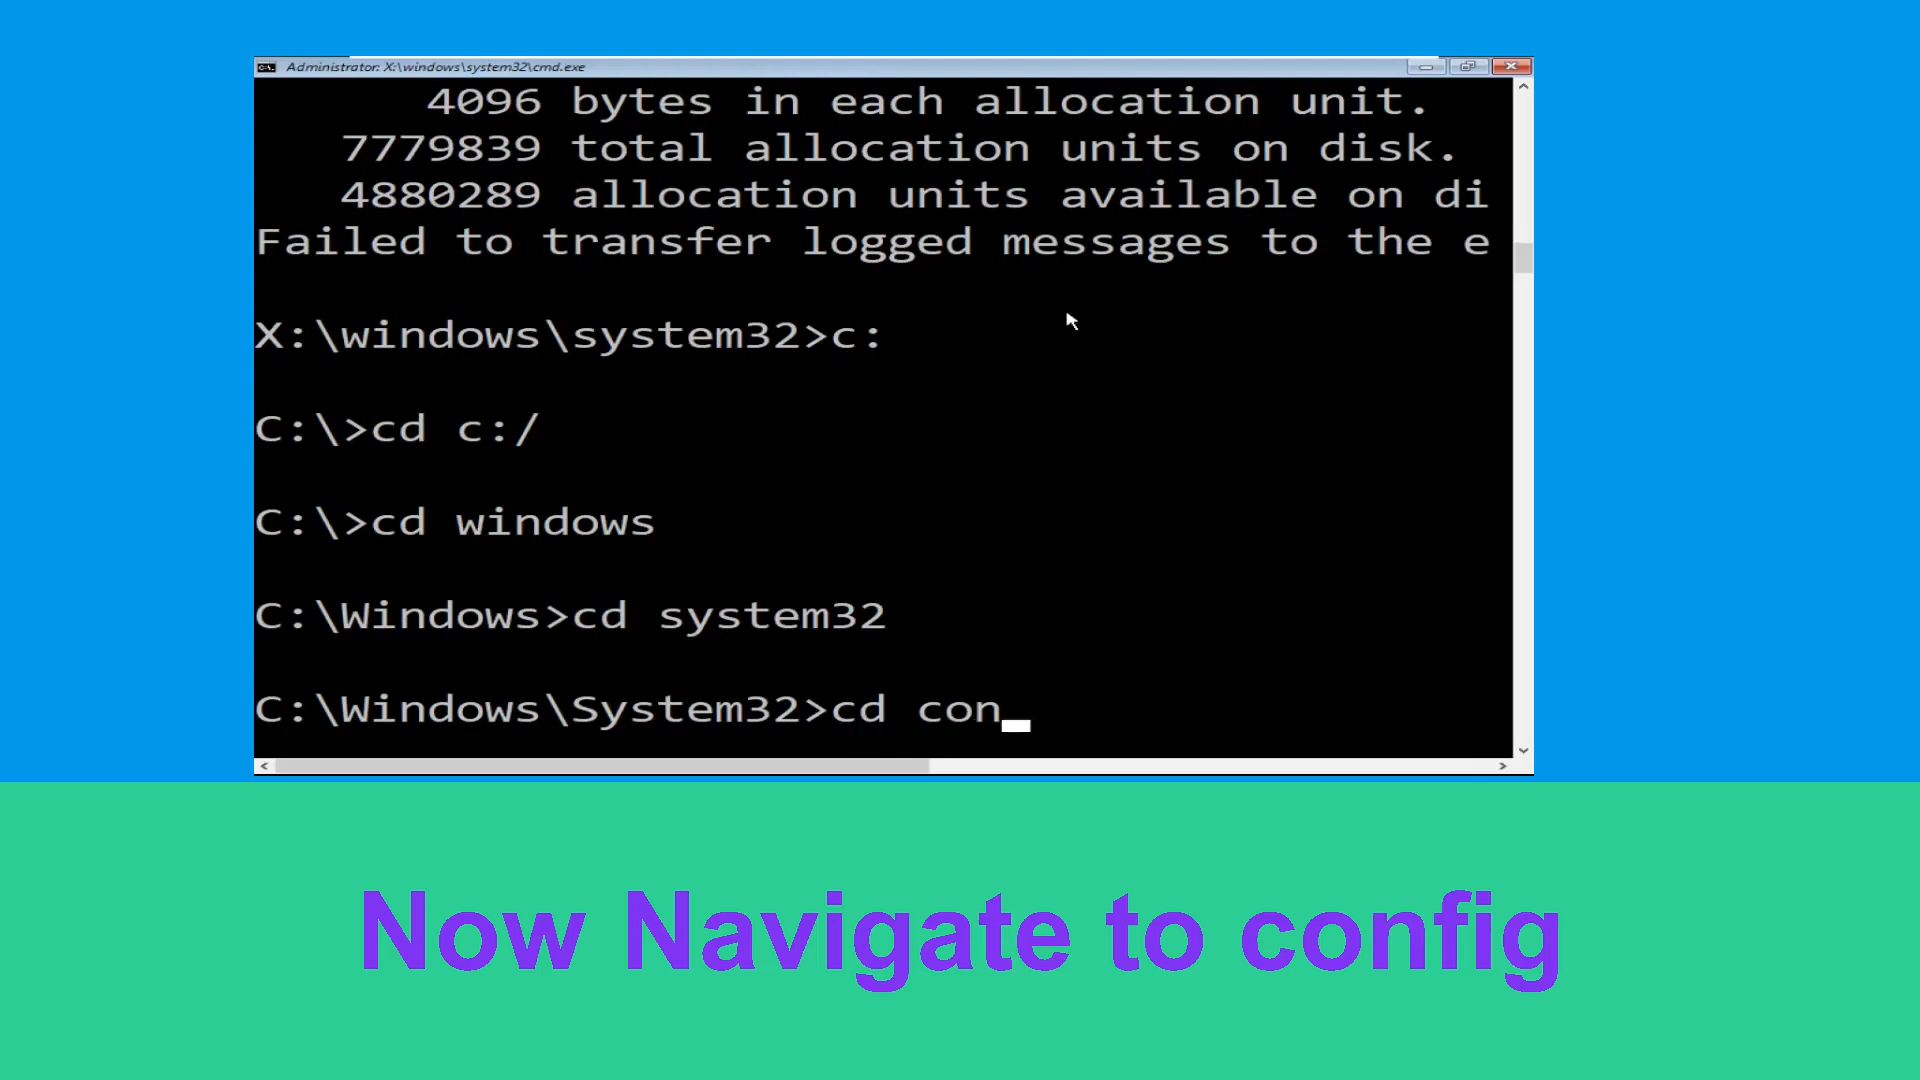 Administrator: X:\windows\system32\cmd.exe
4096 bytes in each allocation unit.
7779839 total allocation units on disk.
4880289 allocation units available on di
Failed to transfer logged messages to the e
X:\windows\system32>c:
C:\>cd c:/
C:\>cd windows
C:\Windows>cd system32
C:\Windows\System32>cd con
Now Navigate to config